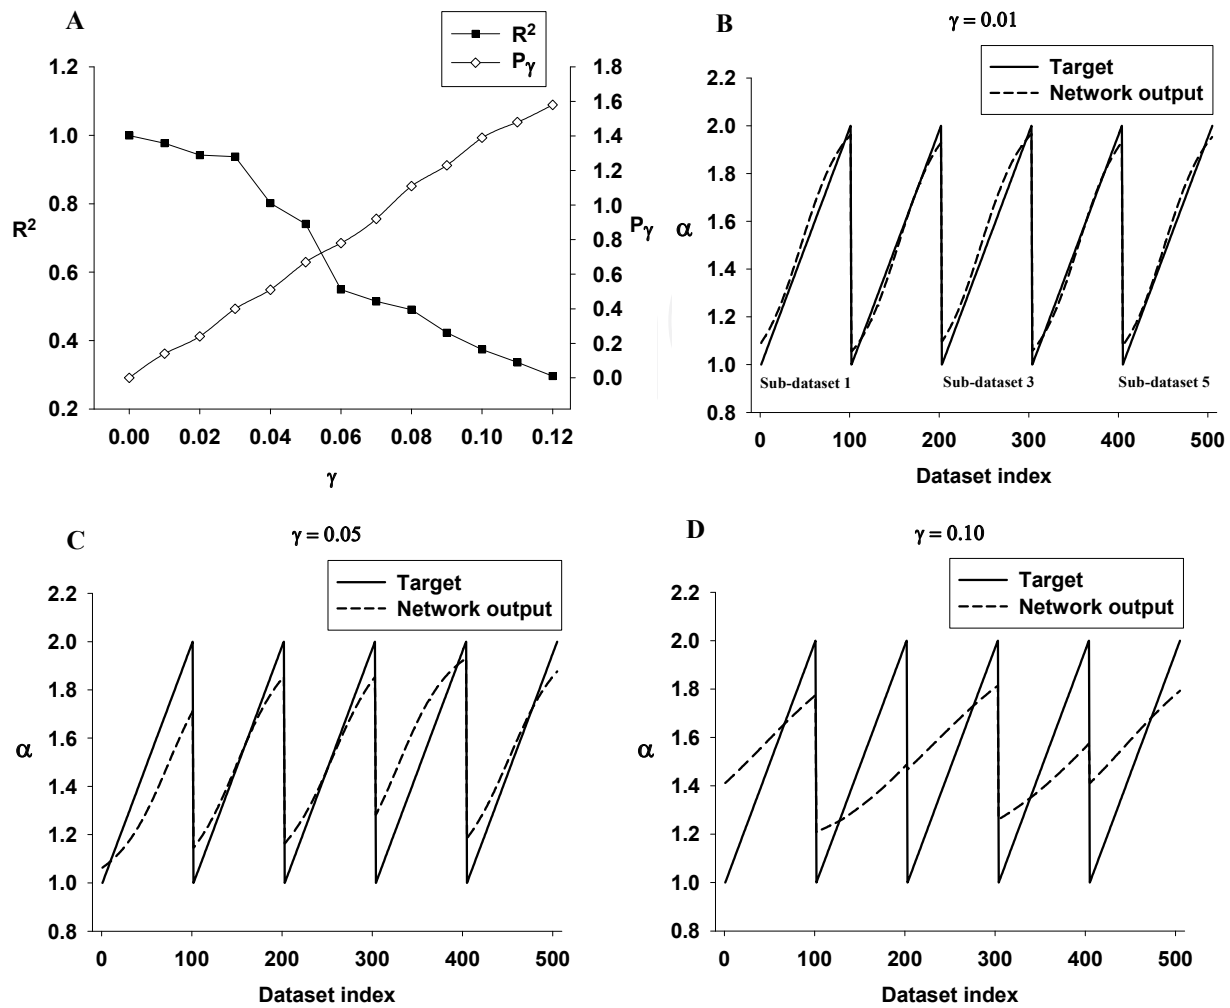 A
R²
Pγ
1.2
1.0
0.8
0.6
0.4
0.2
R²
1.8
1.6
1.4
1.2
1.0
0.8
0.6
0.4
0.2
0.0
Pγ
0.00 0.02 0.04 0.06 0.08 0.10 0.12
γ
B
γ = 0.01
Target
Network output
2.2
2.0
1.8
1.6
1.4
1.2
1.0
0.8
α
Sub-dataset 1 Sub-dataset 3 Sub-dataset 5
0 100 200 300 400 500
Dataset index
C
γ = 0.05
Target
Network output
2.2
2.0
1.8
1.6
1.4
1.2
1.0
0.8
α
0 100 200 300 400 500
Dataset index
D
γ = 0.10
Target
Network output
2.2
2.0
1.8
1.6
1.4
1.2
1.0
0.8
α
0 100 200 300 400 500
Dataset index